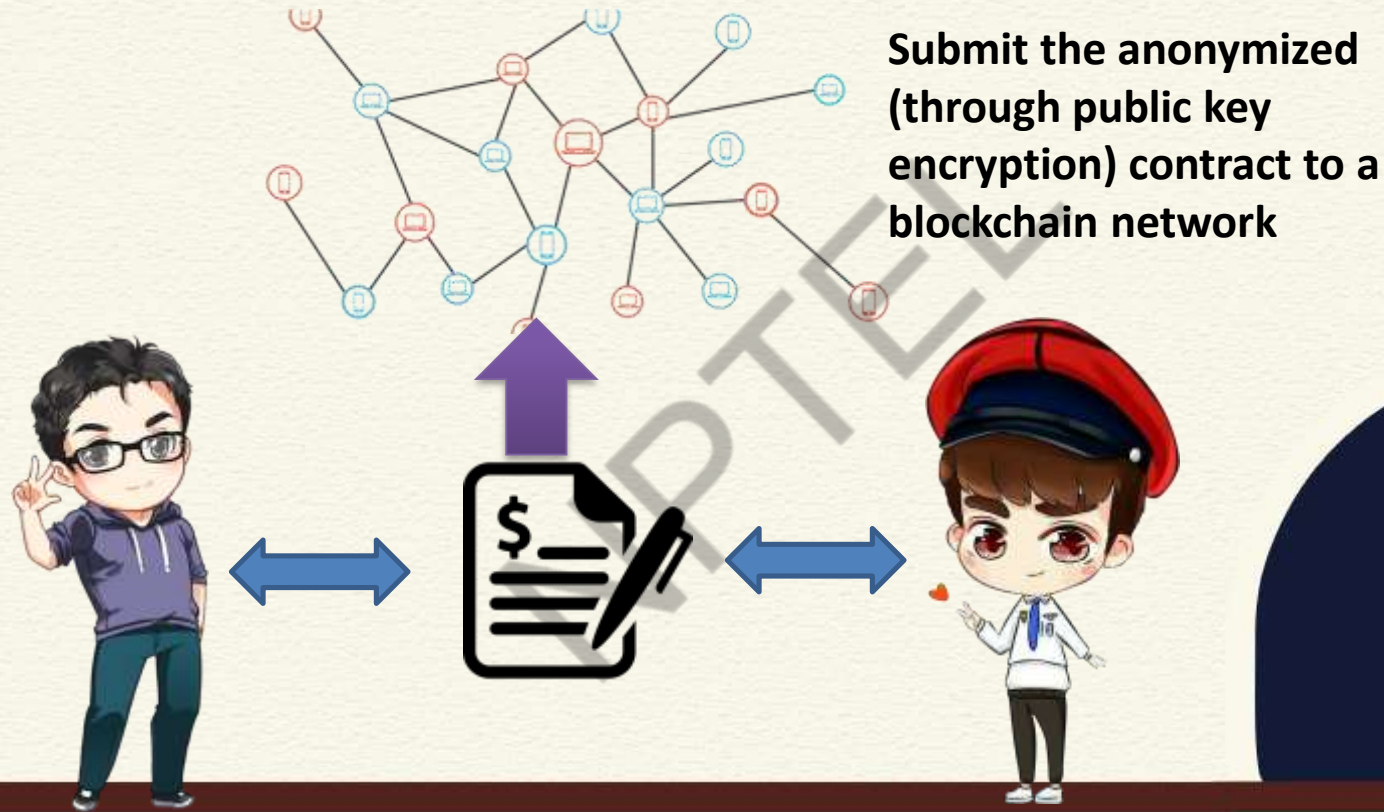 Submit the anonymized
(through public key
encryption) contract to a
blockchain network
$
NPTEL